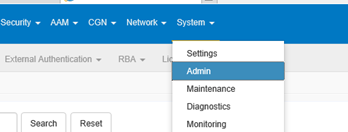 Security AAM CGN Network System
External Authentication RBA
Settings
Admin
Maintenance
Search Reset
Diagnostics
Monitoring